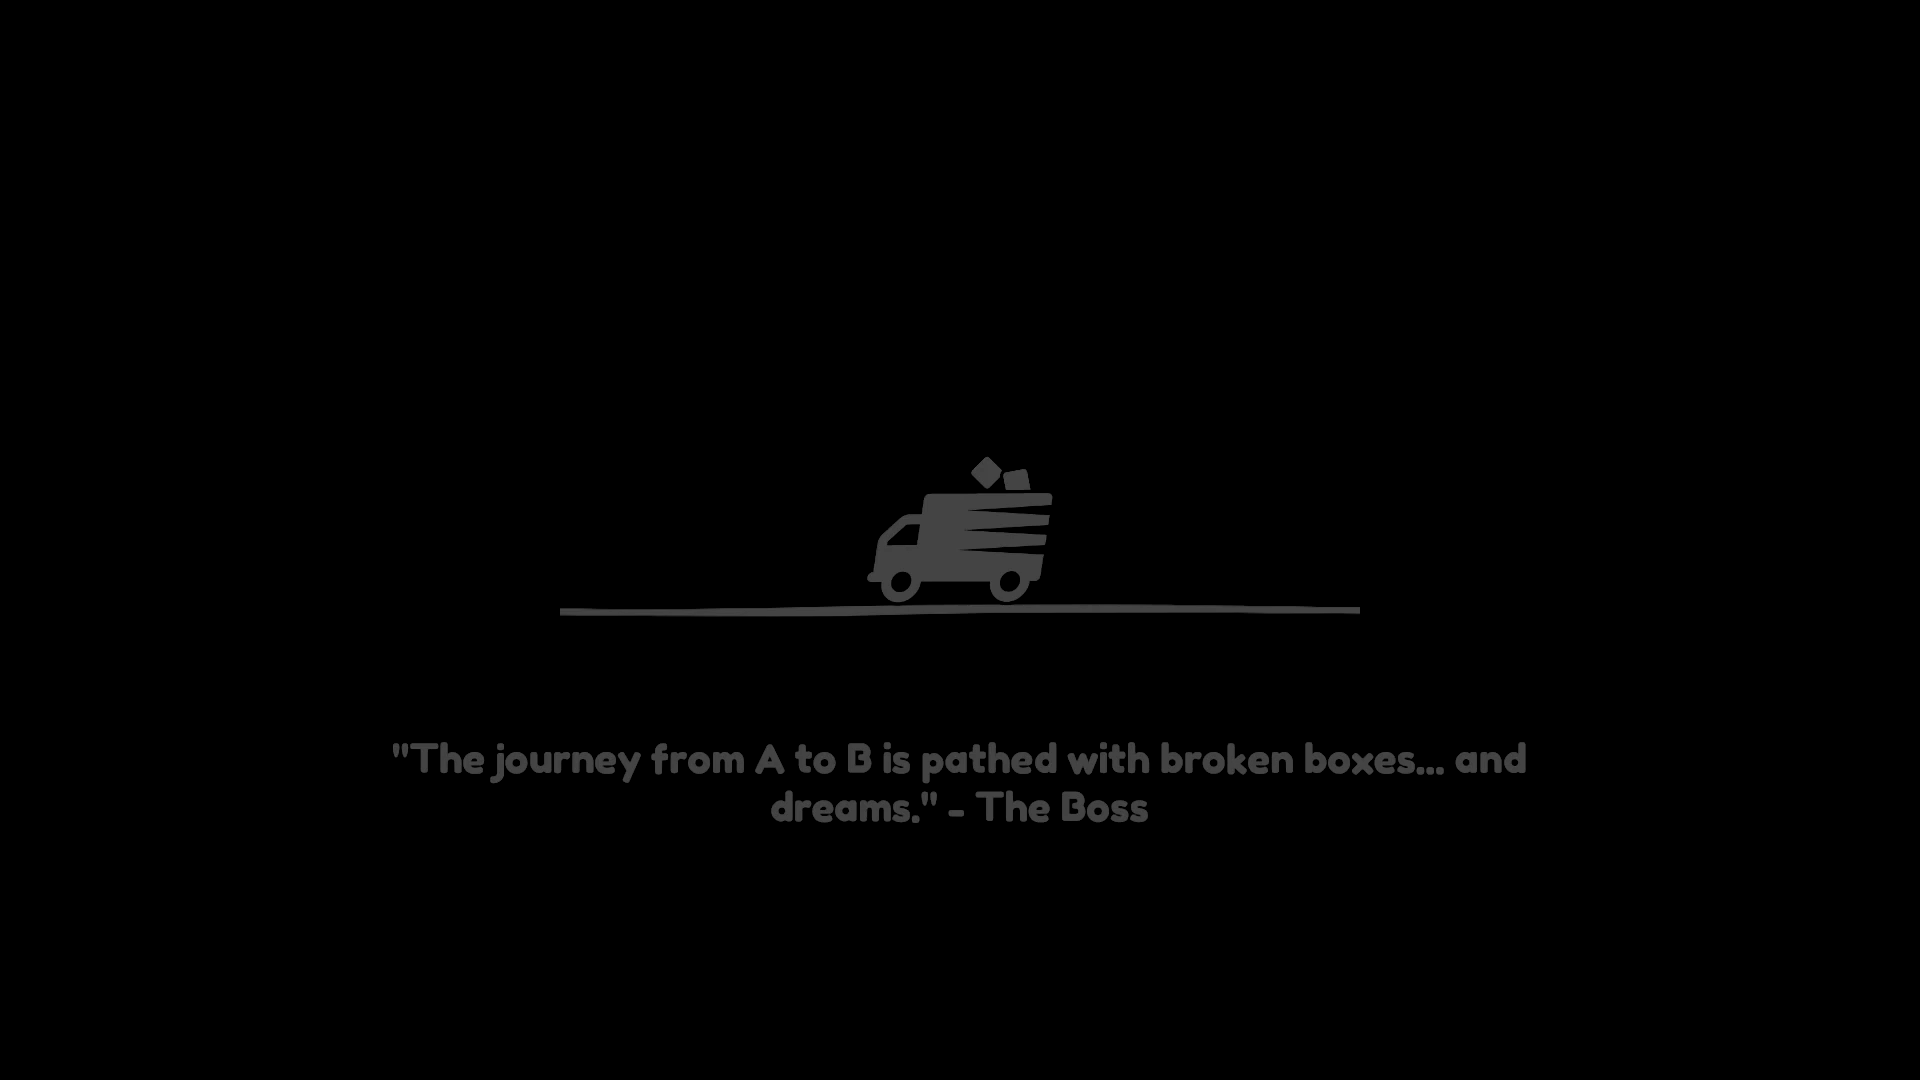 "The journey from A to B is pathed with broken boxes... and
dreams." - The Boss